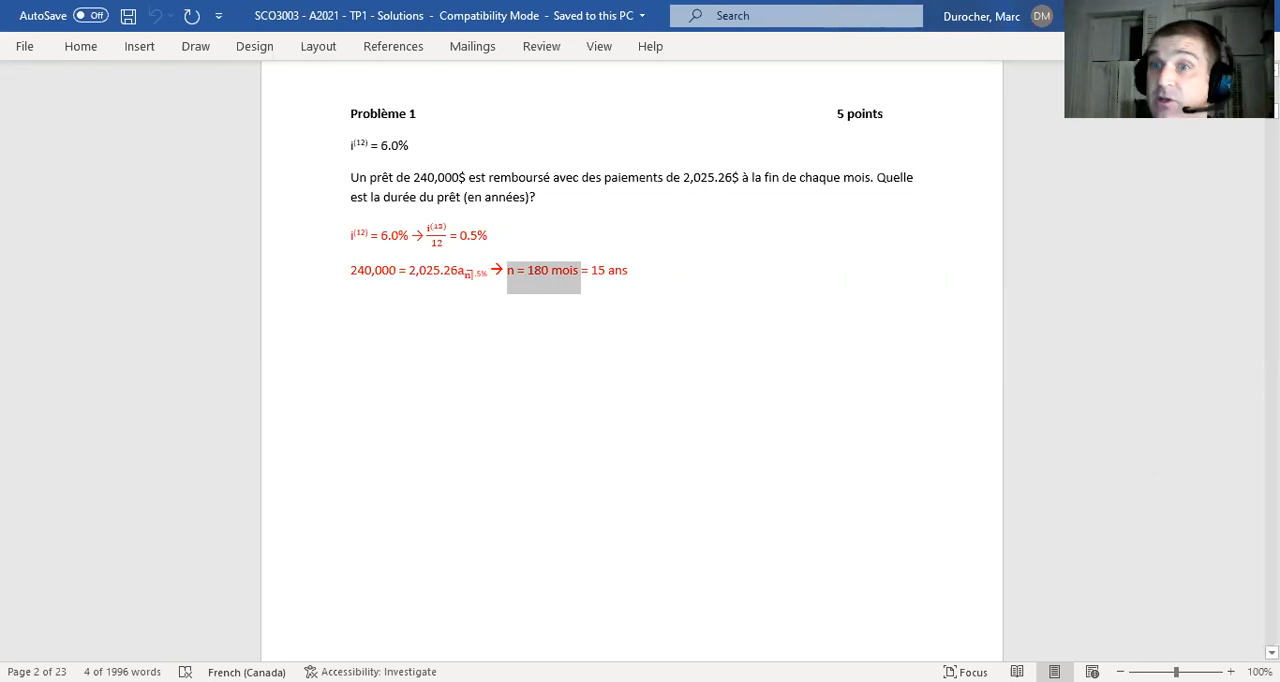 AutoSave Off SCO3003 - A2021 - TP1 - Solutions - Compatibility Mode - Saved to this PC Search Durocher, Marc DM
File Home Insert Draw Design Layout References Mailings Review View Help
Problème 1 5 points
i⁽¹²⁾ = 6.0%
Un prêt de 240,000$ est remboursé avec des paiements de 2,025.26$ à la fin de chaque mois. Quelle
est la durée du prêt (en années)?
i⁽¹²⁾ = 6.0% → i⁽¹²⁾/12 = 0.5%
240,000 = 2,025.26a n⌉.5% → n = 180 mois = 15 ans
Page 2 of 23 4 of 1996 words French (Canada) Accessibility: Investigate Focus 100%